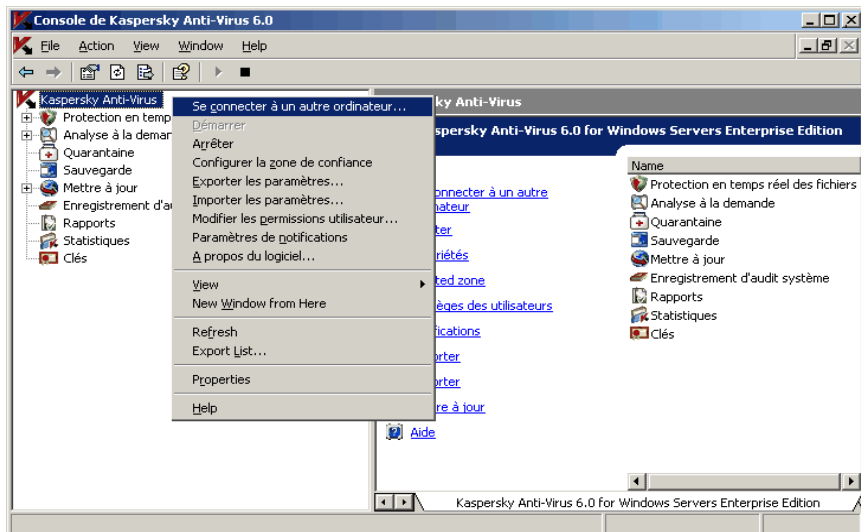 Console de Kaspersky Anti-Virus 6.0
File Action View Window Help
Kaspersky Anti-Virus
Protection en temp
Analyse à la deman
Quarantaine
Sauvegarde
Mettre à jour
Enregistrement d'au
Rapports
Statistiques
Clés
Se connecter à un autre ordinateur...
Démarrer
Arrêter
Configurer la zone de confiance
Exporter les paramètres...
Importer les paramètres...
Modifier les permissions utilisateur...
Paramètres de notifications
A propos du logiciel...
View
New Window from Here
Refresh
Export List...
Properties
Help
ky Anti-Virus
spersky Anti-Virus 6.0 for Windows Servers Enterprise Edition
onnecter à un autre
nateur
ter
riétés
ted zone
lèges des utilisateurs
fications
orter
orter
re à jour
Aide
Name
Protection en temps réel des fichiers
Analyse à la demande
Quarantaine
Sauvegarde
Mettre à jour
Enregistrement d'audit système
Rapports
Statistiques
Clés
Kaspersky Anti-Virus 6.0 for Windows Servers Enterprise Edition